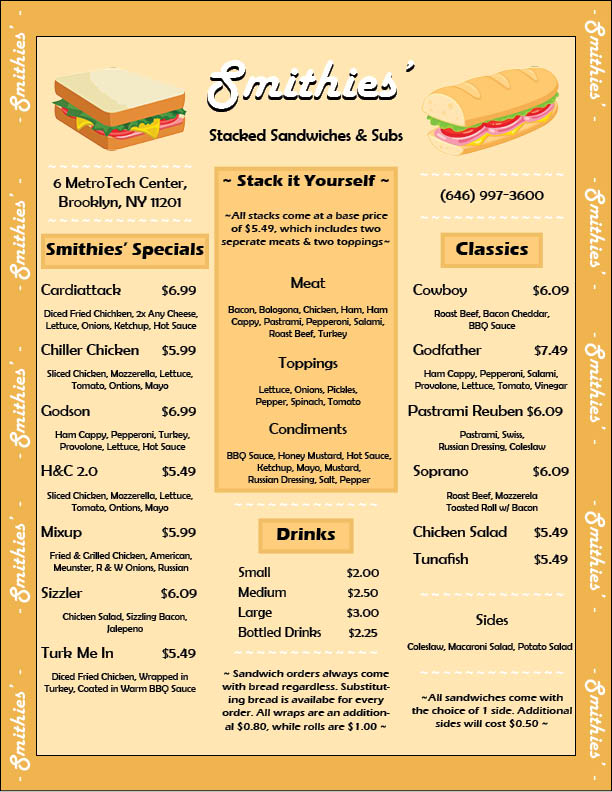 Smithies'
Stacked Sandwiches & Subs
6 MetroTech Center,
Brooklyn, NY 11201
(646) 997-3600
Smithies' Specials
Cardiattack $6.99
Diced Fried Chichken, 2x Any Cheese,
Lettuce, Onions, Ketchup, Hot Sauce
Chiller Chicken $5.99
Sliced Chicken, Mozzerella, Lettuce,
Tomato, Ontions, Mayo
Godson $6.99
Ham Cappy, Pepperoni, Turkey,
Provolone, Lettuce, Hot Sauce
H&C 2.0 $5.49
Sliced Chicken, Mozzerella, Lettuce,
Tomato, Ontions, Mayo
Mixup $5.99
Fried & Grilled Chicken, American,
Meunster, R & W Onions, Russian
Sizzler $6.09
Chicken Salad, Sizzling Bacon,
Jalepeno
Turk Me In $5.49
Diced Fried Chicken, Wrapped in
Turkey, Coated in Warm BBQ Sauce
~ Stack it Yourself ~
~All stacks come at a base price
of $5.49, which includes two
seperate meats & two toppings~
Meat
Bacon, Bologona, Chicken, Ham, Ham
Cappy, Pastrami, Pepperoni, Salami,
Roast Beef, Turkey
Toppings
Lettuce, Onions, Pickles,
Pepper, Spinach, Tomato
Condiments
BBQ Sauce, Honey Mustard, Hot Sauce,
Ketchup, Mayo, Mustard,
Russian Dressing, Salt, Pepper
Drinks
Small $2.00
Medium $2.50
Large $3.00
Bottled Drinks $2.25
~ Sandwich orders always come
with bread regardless. Substitut-
ing bread is availabe for every
order. All wraps are an addition-
al $0.80, while rolls are $1.00 ~
Classics
Cowboy $6.09
Roast Beef, Bacon Cheddar,
BBQ Sauce
Godfather $7.49
Ham Cappy, Pepperoni, Salami,
Provolone, Lettuce, Tomato, Vinegar
Pastrami Reuben $6.09
Pastrami, Swiss,
Russian Dressing, Coleslaw
Soprano $6.09
Roast Beef, Mozzerela
Toasted Roll w/ Bacon
Chicken Salad $5.49
Tunafish $5.49
Sides
Coleslaw, Macaroni Salad, Potato Salad
~All sandwiches come with
the choice of 1 side. Additional
sides will cost $0.50 ~
- Smithies' -
- Smithies' -
- Smithies' -
- Smithies' -
- Smithies' -
- Smithies' -
- Smithies' -
- Smithies' -
- Smithies' -
- Smithies' -